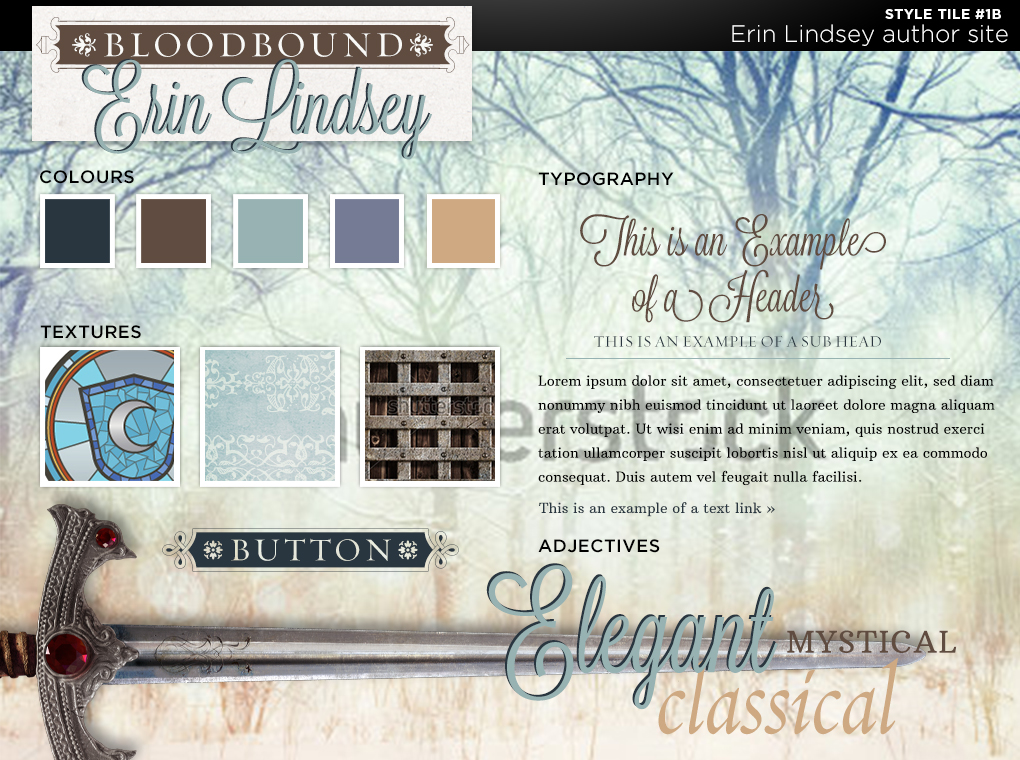 STYLE TILE #1B
Erin Lindsey author site
BLOODBOUND
Erin Lindsey
COLOURS
TEXTURES
shutterstock
BUTTON
TYPOGRAPHY
This is an Example
of a Header
THIS IS AN EXAMPLE OF A SUB HEAD
Lorem ipsum dolor sit amet, consectetuer adipiscing elit, sed diam
nonummy nibh euismod tincidunt ut laoreet dolore magna aliquam
erat volutpat. Ut wisi enim ad minim veniam, quis nostrud exerci
tation ullamcorper suscipit lobortis nisl ut aliquip ex ea commodo
consequat. Duis autem vel feugait nulla facilisi.
This is an example of a text link »
ADJECTIVES
Elegant
MYSTICAL
classical